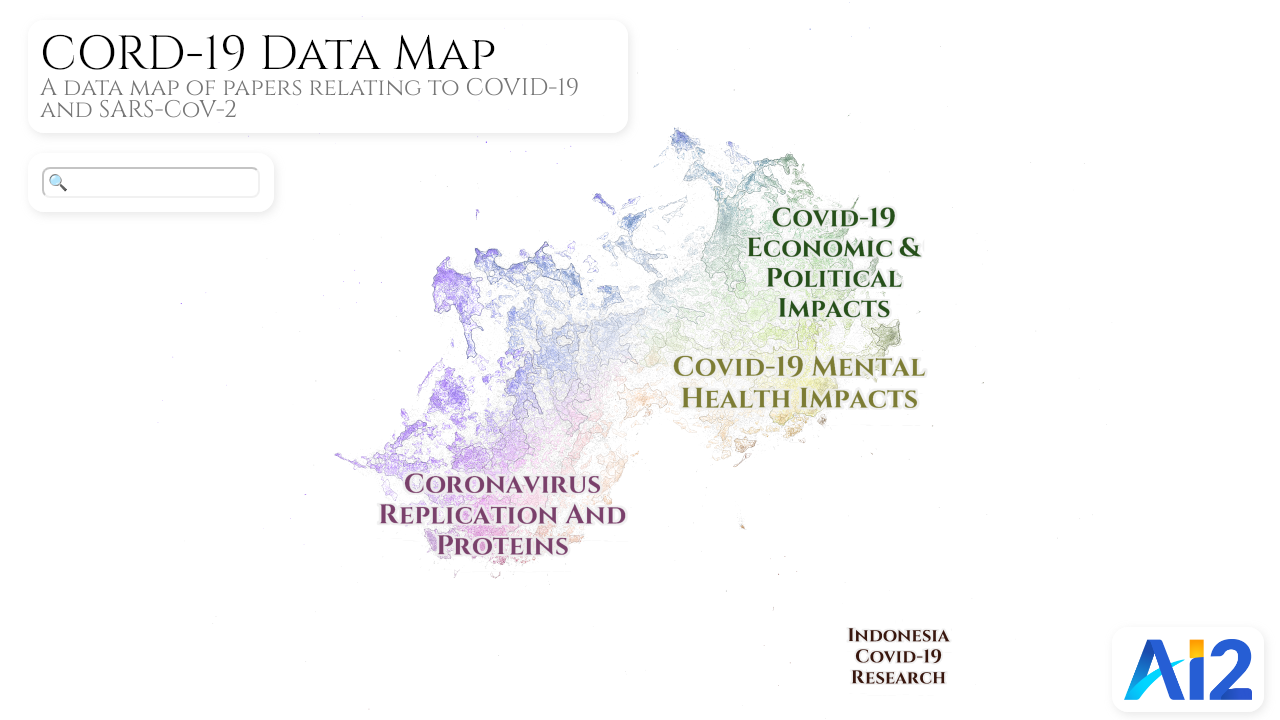 CORD-19 Data Map
A data map of papers relating to COVID-19
and SARS-CoV-2
Covid-19
Economic &
Political
Impacts
Covid-19 Mental
Health Impacts
Coronavirus
Replication And
Proteins
Indonesia
Covid-19
Research
Ai2